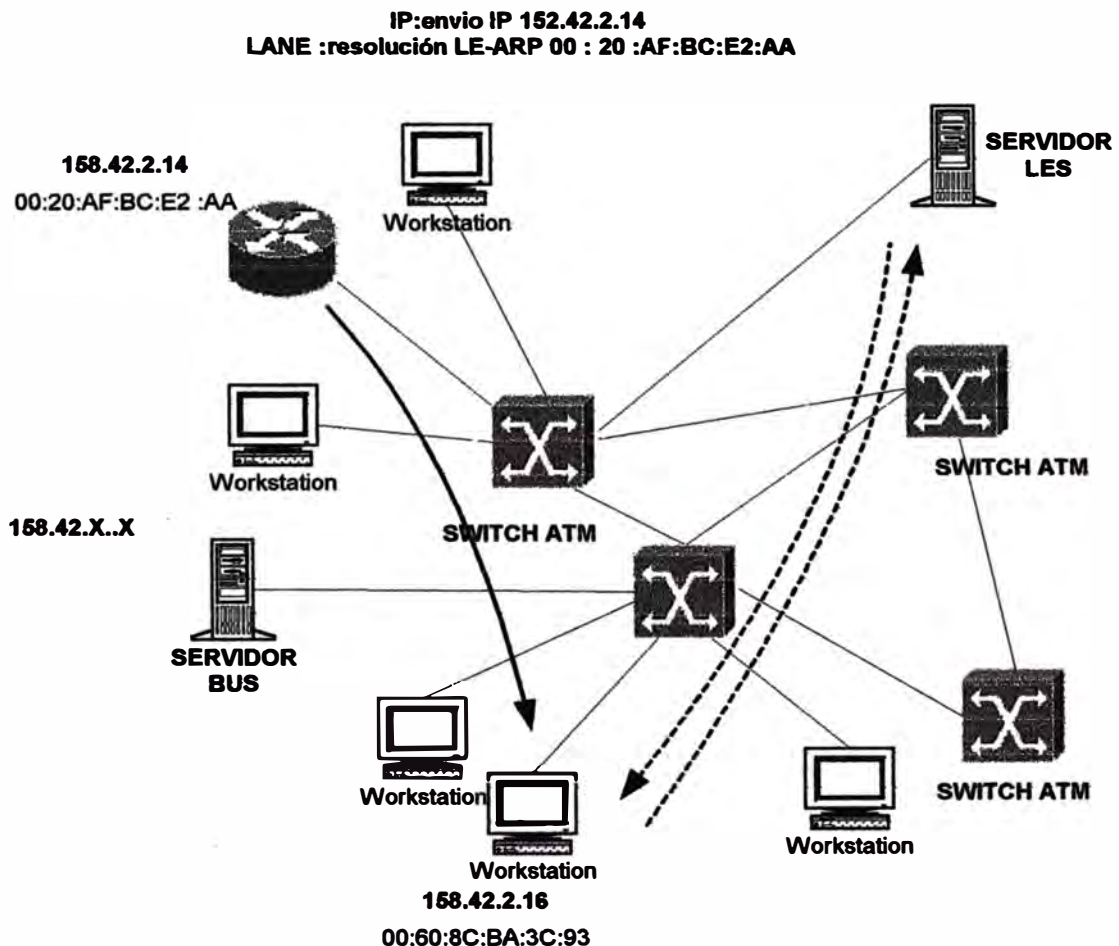 IP:envio IP 152.42.2.14
LANE :resolución LE-ARP 00 : 20 :AF:BC:E2:AA
SERVIDOR
LES
158.42.2.14
00:20:AF:BC:E2 :AA
Workstation
Workstation
SWITCH ATM
SWITCH ATM
158.42.X..X
SERVIDOR
BUS
Workstation
SWITCH ATM
Workstation
Workstation
158.42.2.16
00:60:8C:BA:3C:93